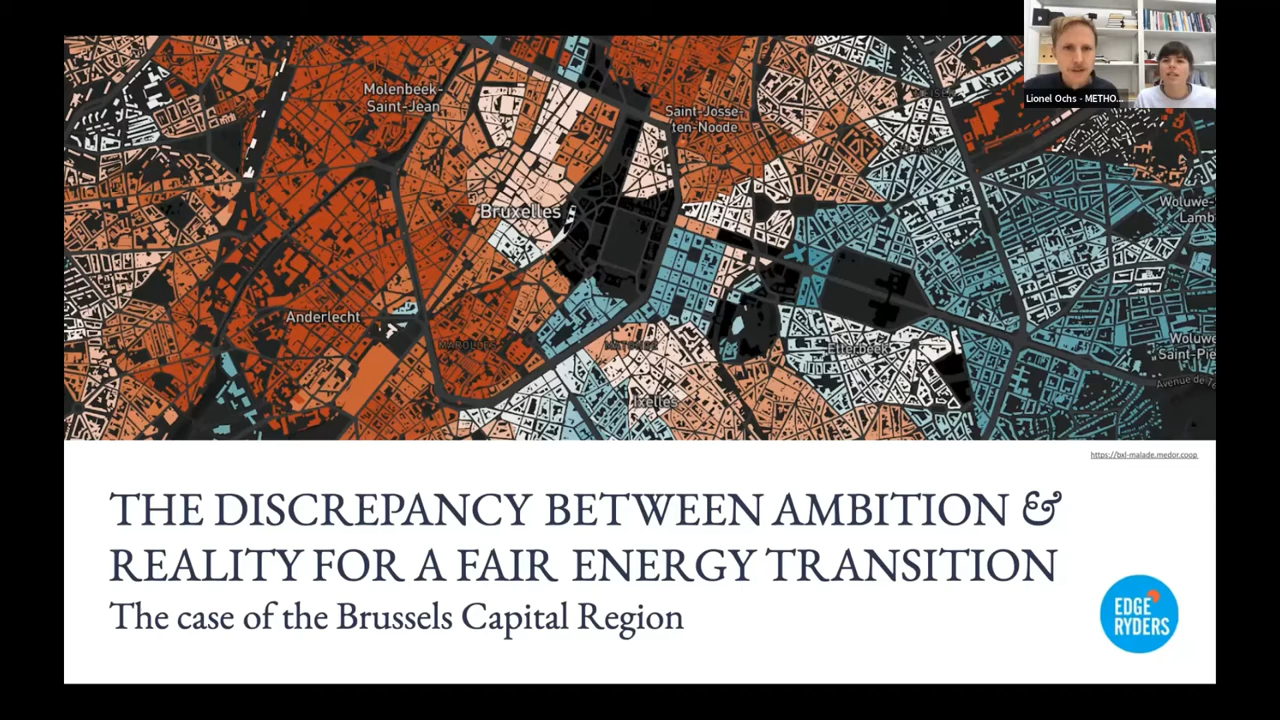 Lionel Ochs - METHO...
Molenbeek-
Saint-Jean
Saint-Josse-
ten-Noode
Bruxelles
Woluwe-
Lamb
Anderlecht
MAROLLES
Etterbeek
Woluwe
Saint-Pie
Avenue de Te
Ixelles
https://bxl-malade.medor.coop
THE DISCREPANCY BETWEEN AMBITION &
REALITY FOR A FAIR ENERGY TRANSITION
The case of the Brussels Capital Region
EDGE
RYDERS